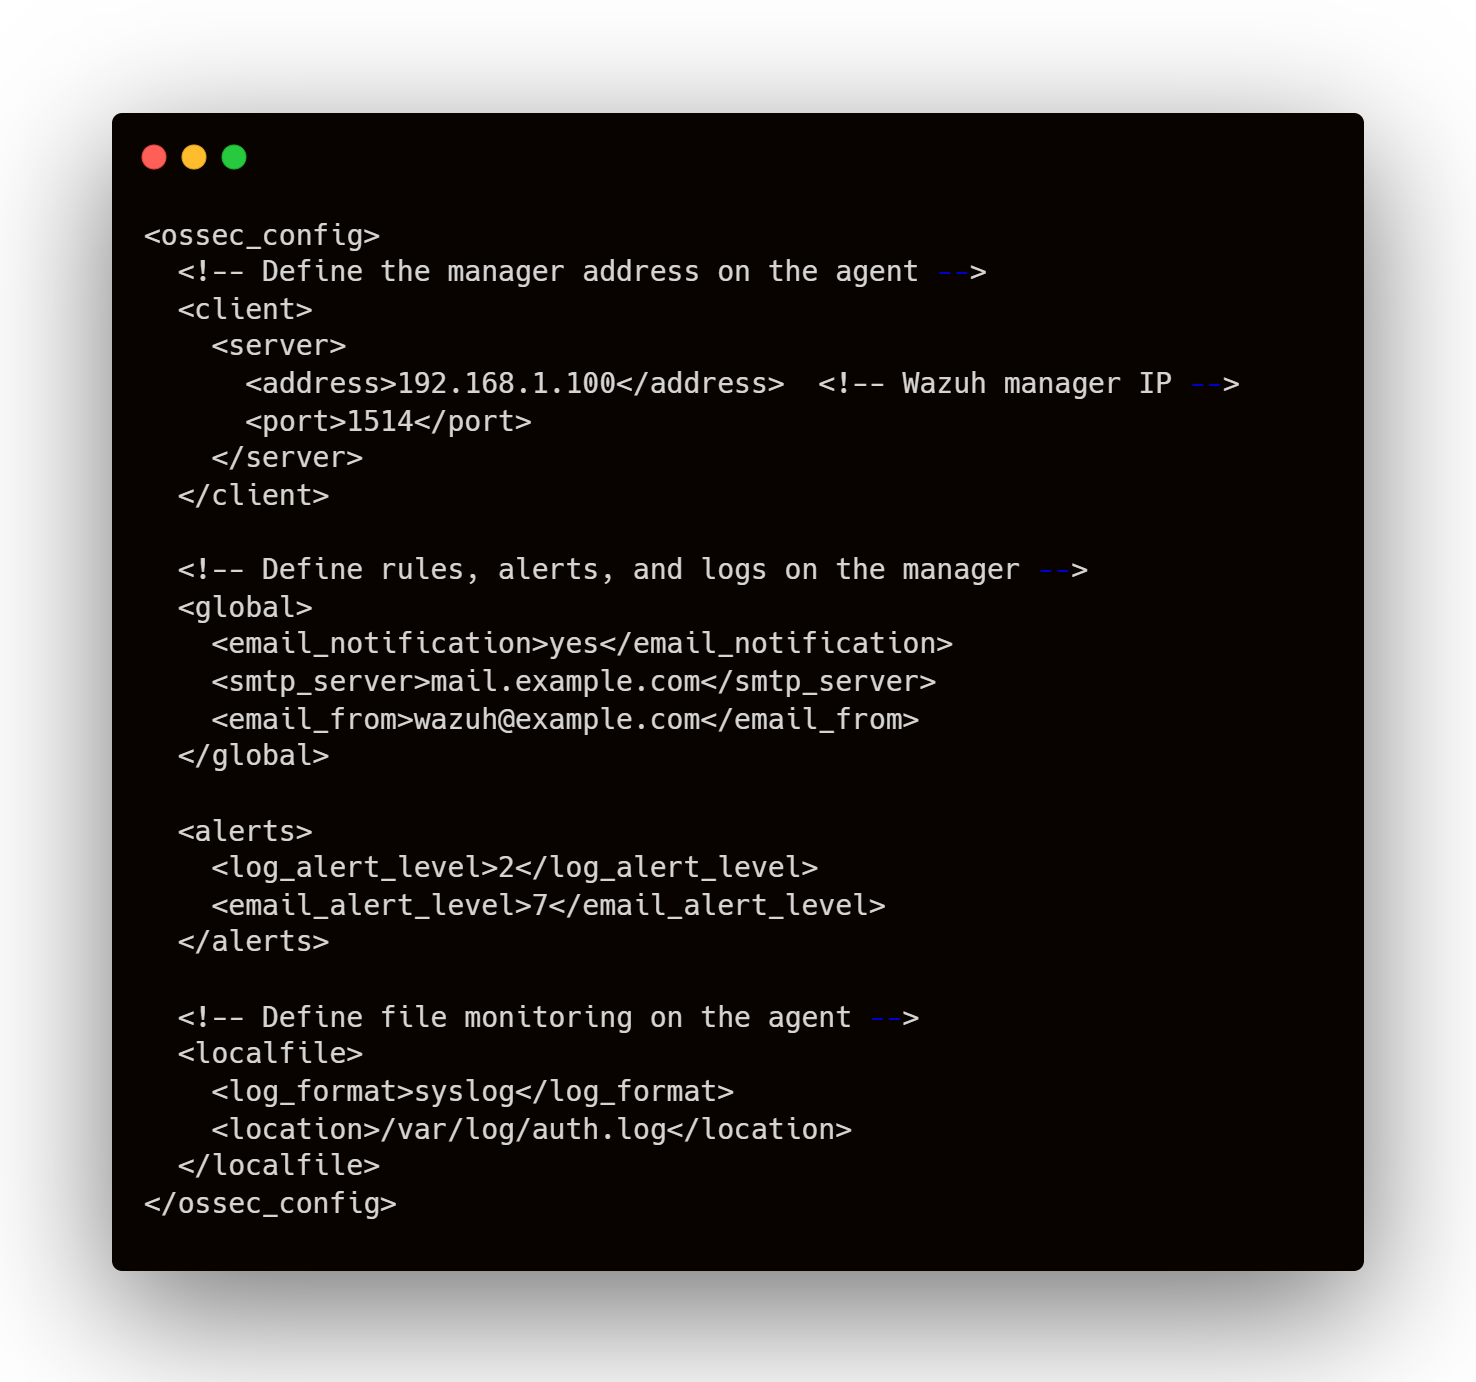 <ossec_config>
  <!-- Define the manager address on the agent -->
  <client>
    <server>
      <address>192.168.1.100</address>  <!-- Wazuh manager IP -->
      <port>1514</port>
    </server>
  </client>

  <!-- Define rules, alerts, and logs on the manager -->
  <global>
    <email_notification>yes</email_notification>
    <smtp_server>mail.example.com</smtp_server>
    <email_from>wazuh@example.com</email_from>
  </global>

  <alerts>
    <log_alert_level>2</log_alert_level>
    <email_alert_level>7</email_alert_level>
  </alerts>

  <!-- Define file monitoring on the agent -->
  <localfile>
    <log_format>syslog</log_format>
    <location>/var/log/auth.log</location>
  </localfile>
</ossec_config>